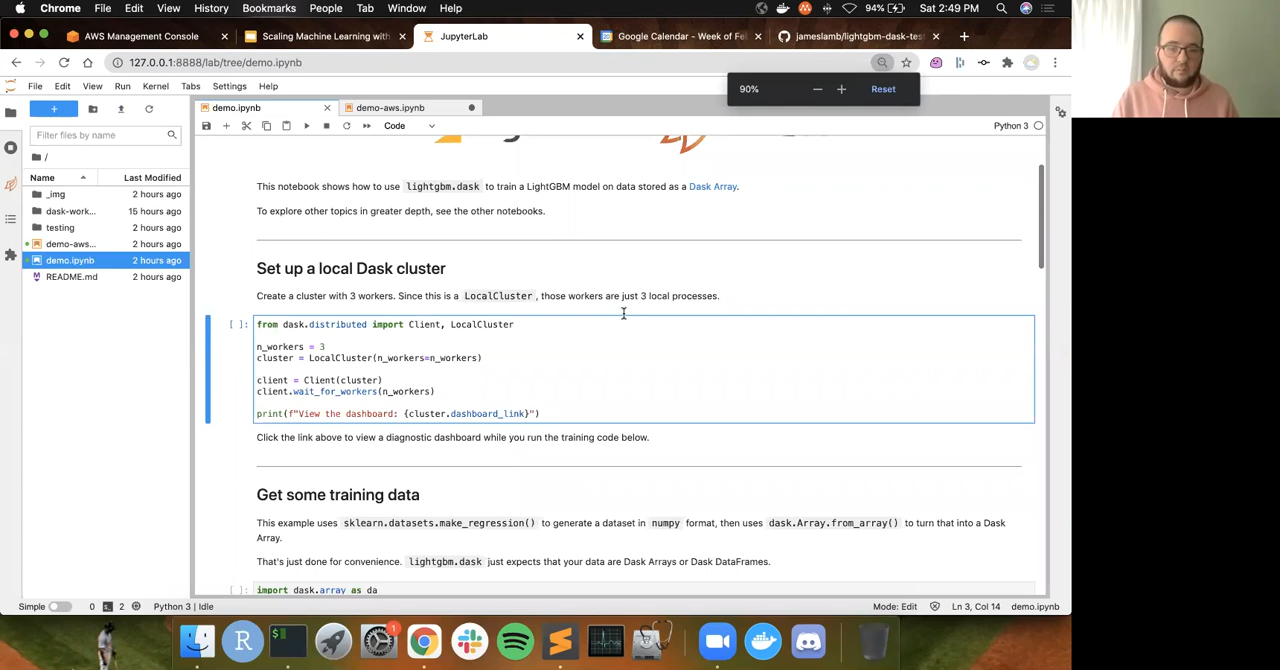 Chrome File Edit View History Bookmarks People Tab Window Help 94% Sat 2:49 PM
AWS Management Console
Scaling Machine Learning with
JupyterLab
Google Calendar - Week of Fe
jameslamb/lightgbm-dask-tes
127.0.0.1:8888/lab/tree/demo.ipynb
90% Reset
File Edit View Run Kernel Tabs Settings Help
demo.ipynb
demo-aws.ipynb
Code
Python 3
Filter files by name
/
Name Last Modified
_img 2 hours ago
dask-work... 15 hours ago
testing 2 hours ago
demo-aws... 2 hours ago
demo.ipynb 2 hours ago
README.md 2 hours ago
This notebook shows how to use lightgbm.dask to train a LightGBM model on data stored as a Dask Array.
To explore other topics in greater depth, see the other notebooks.
Set up a local Dask cluster
Create a cluster with 3 workers. Since this is a LocalCluster, those workers are just 3 local processes.
[ ]: from dask.distributed import Client, LocalCluster
n_workers = 3
cluster = LocalCluster(n_workers=n_workers)
client = Client(cluster)
client.wait_for_workers(n_workers)
print(f"View the dashboard: {cluster.dashboard_link}")
Click the link above to view a diagnostic dashboard while you run the training code below.
Get some training data
This example uses sklearn.datasets.make_regression() to generate a dataset in numpy format, then uses dask.Array.from_array() to turn that into a Dask
Array.
That's just done for convenience. lightgbm.dask just expects that your data are Dask Arrays or Dask DataFrames.
[ ]: import dask.array as da
Simple 0 2 Python 3 | Idle Mode: Edit Ln 3, Col 14 demo.ipynb
R
1